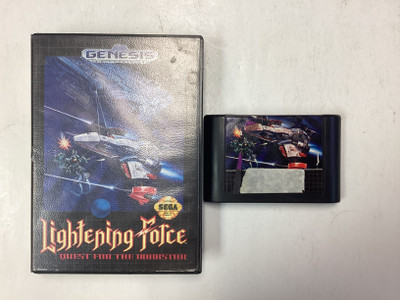 GENESIS
SEGA
Lightening Force
QUEST FOR THE DARKSTAR